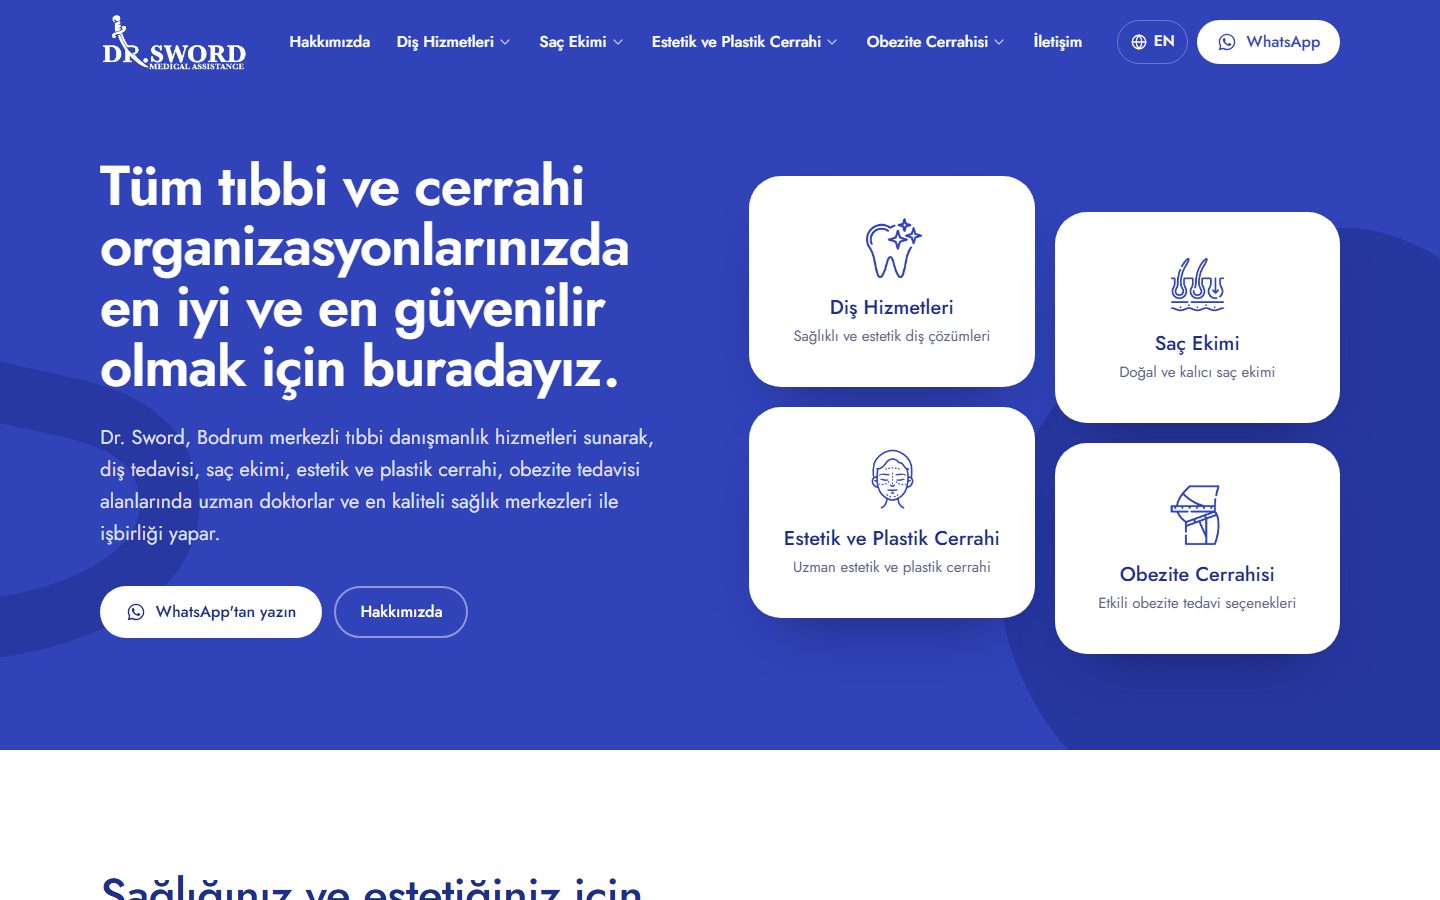 DR.SWORD
MEDICAL ASSISTANCE
Hakkımızda
Diş Hizmetleri
Saç Ekimi
Estetik ve Plastik Cerrahi
Obezite Cerrahisi
İletişim
EN
WhatsApp
Tüm tıbbi ve cerrahi
organizasyonlarınızda
en iyi ve en güvenilir
olmak için buradayız.
Dr. Sword, Bodrum merkezli tıbbi danışmanlık hizmetleri sunarak,
diş tedavisi, saç ekimi, estetik ve plastik cerrahi, obezite tedavisi
alanlarında uzman doktorlar ve en kaliteli sağlık merkezleri ile
işbirliği yapar.
WhatsApp'tan yazın
Hakkımızda
Diş Hizmetleri
Sağlıklı ve estetik diş çözümleri
Saç Ekimi
Doğal ve kalıcı saç ekimi
Estetik ve Plastik Cerrahi
Uzman estetik ve plastik cerrahi
Obezite Cerrahisi
Etkili obezite tedavi seçenekleri
Sağlığınız ve estetiğiniz için